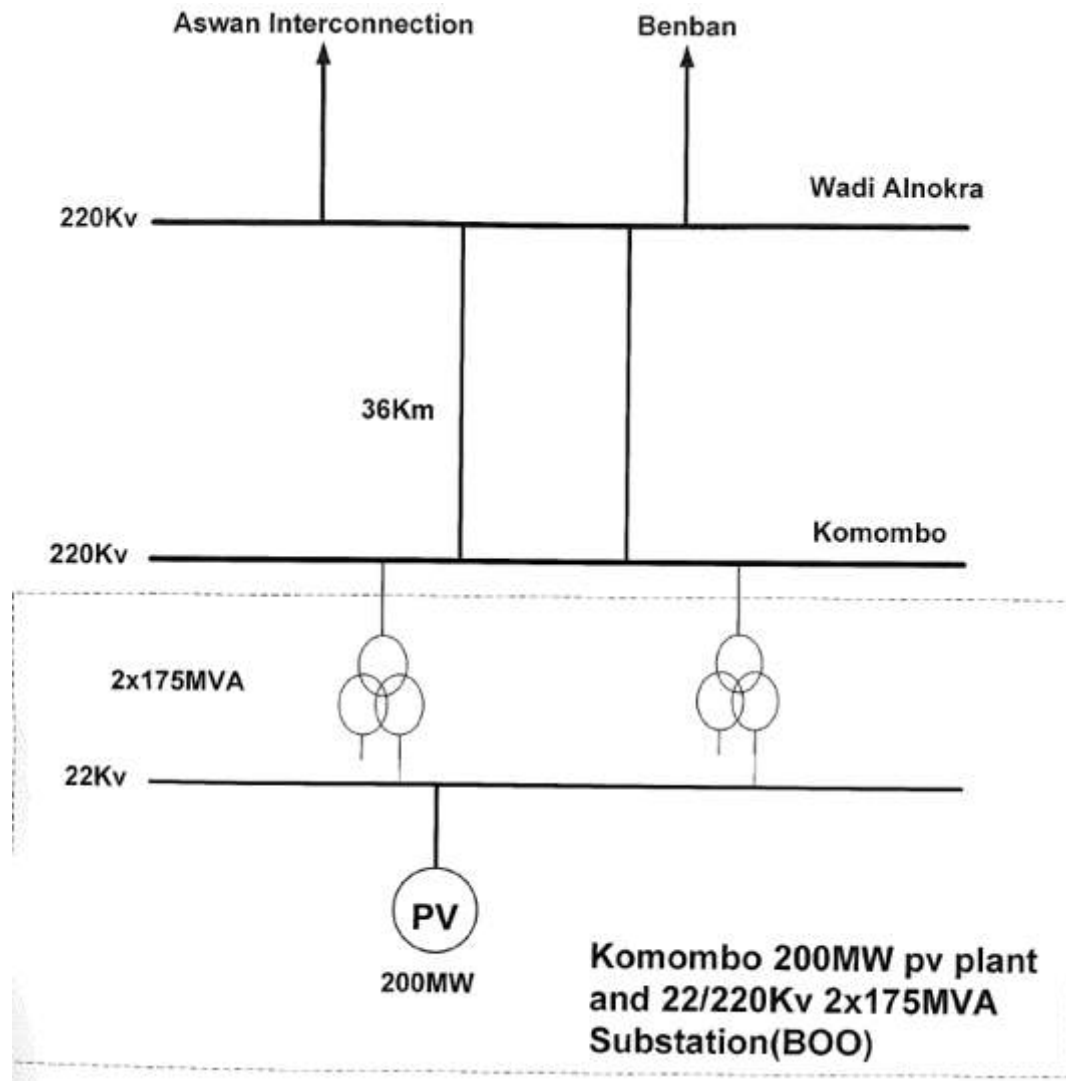 Aswan Interconnection
Benban
220Kv
Wadi Alnokra
36Km
220Kv
Komombo
2x175MVA
22Kv
PV
200MW
Komombo 200MW pv plant
and 22/220Kv 2x175MVA
Substation(BOO)